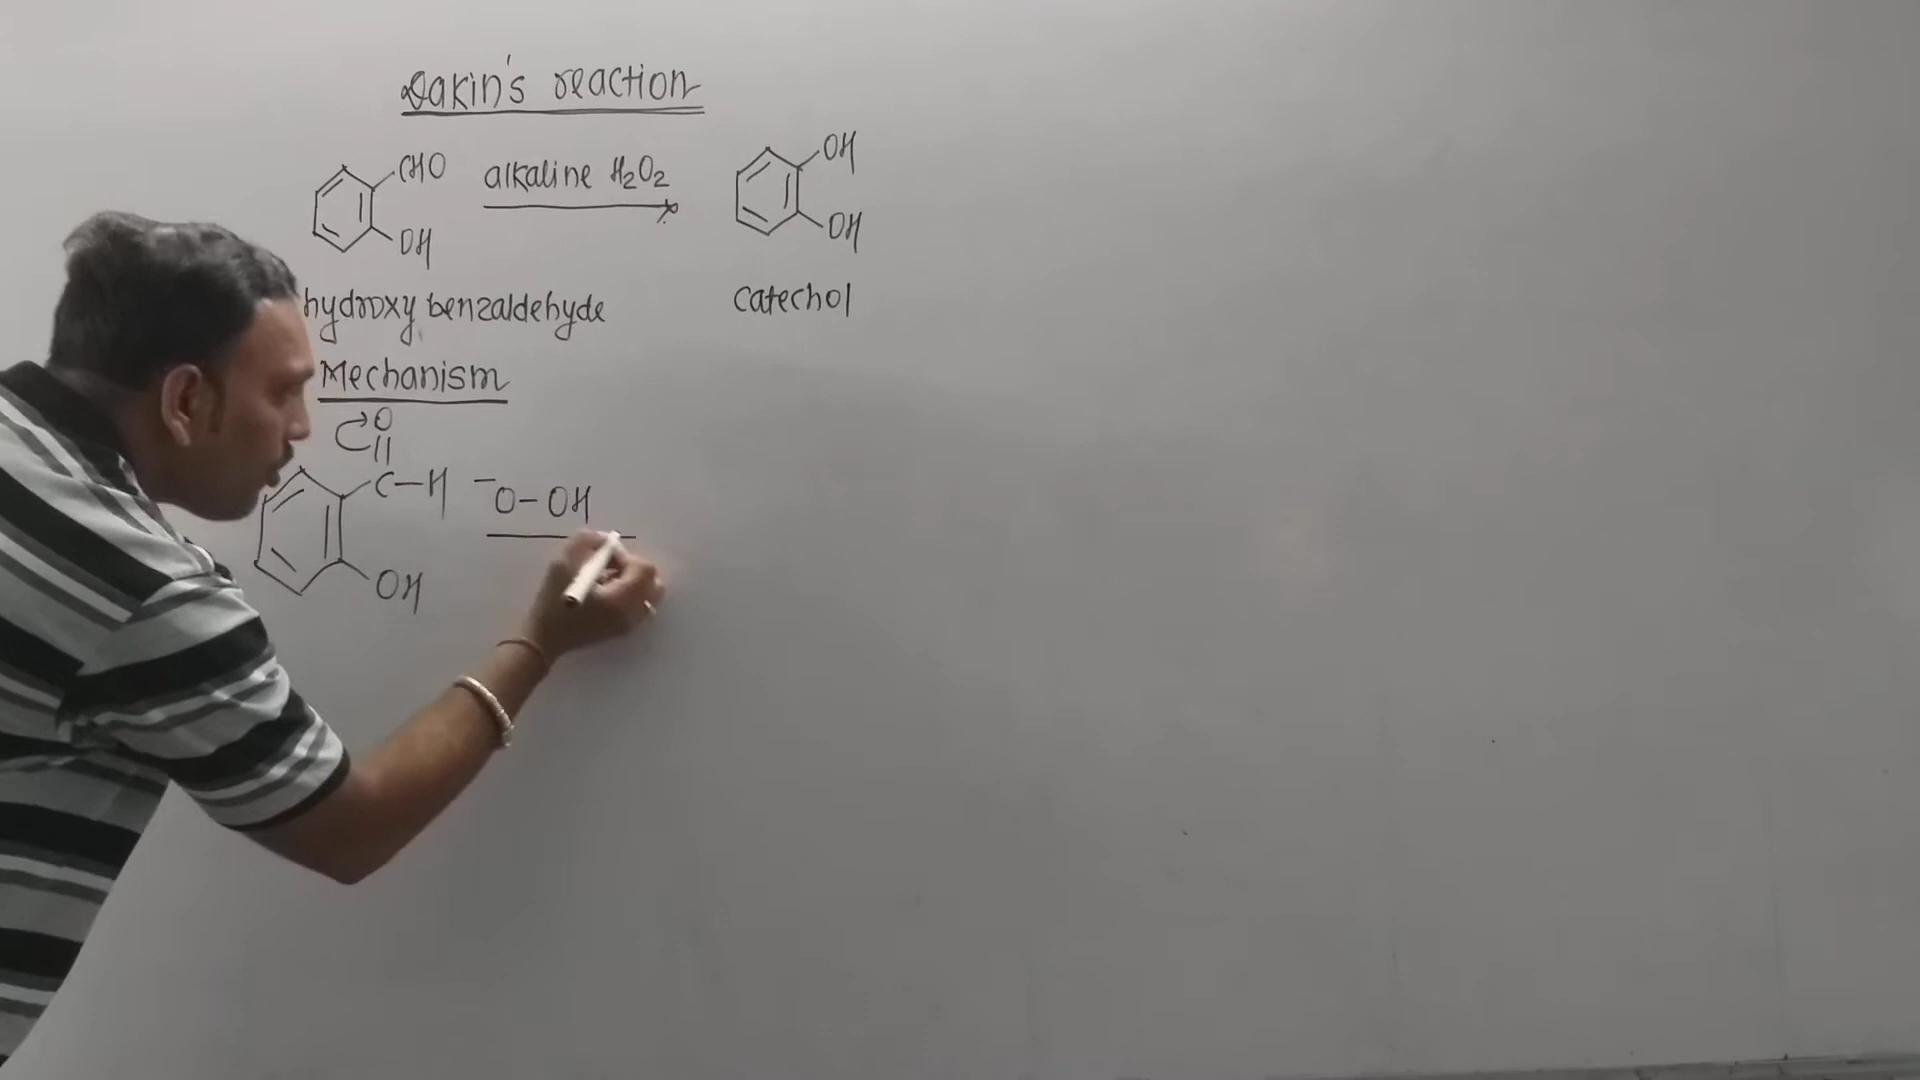 Dakin's reaction
CHO alkaline H2O2 OH
OH OH
hydroxy benzaldehyde catechol
Mechanism
O
C-H ⁻O-OH
OH